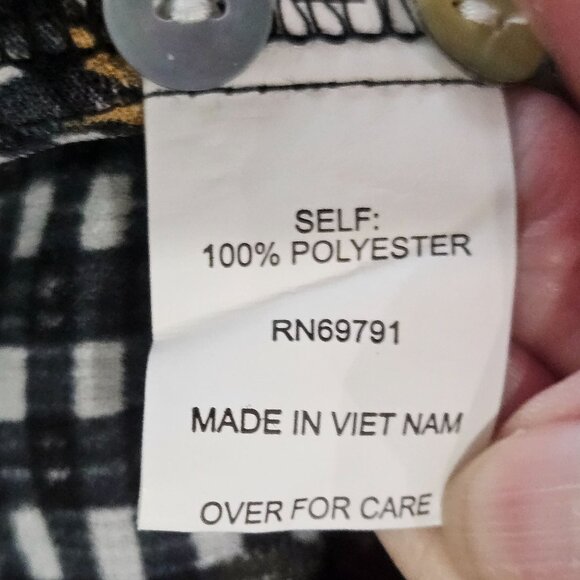 SELF:
100% POLYESTER
RN69791
MADE IN VIET NAM
OVER FOR CARE